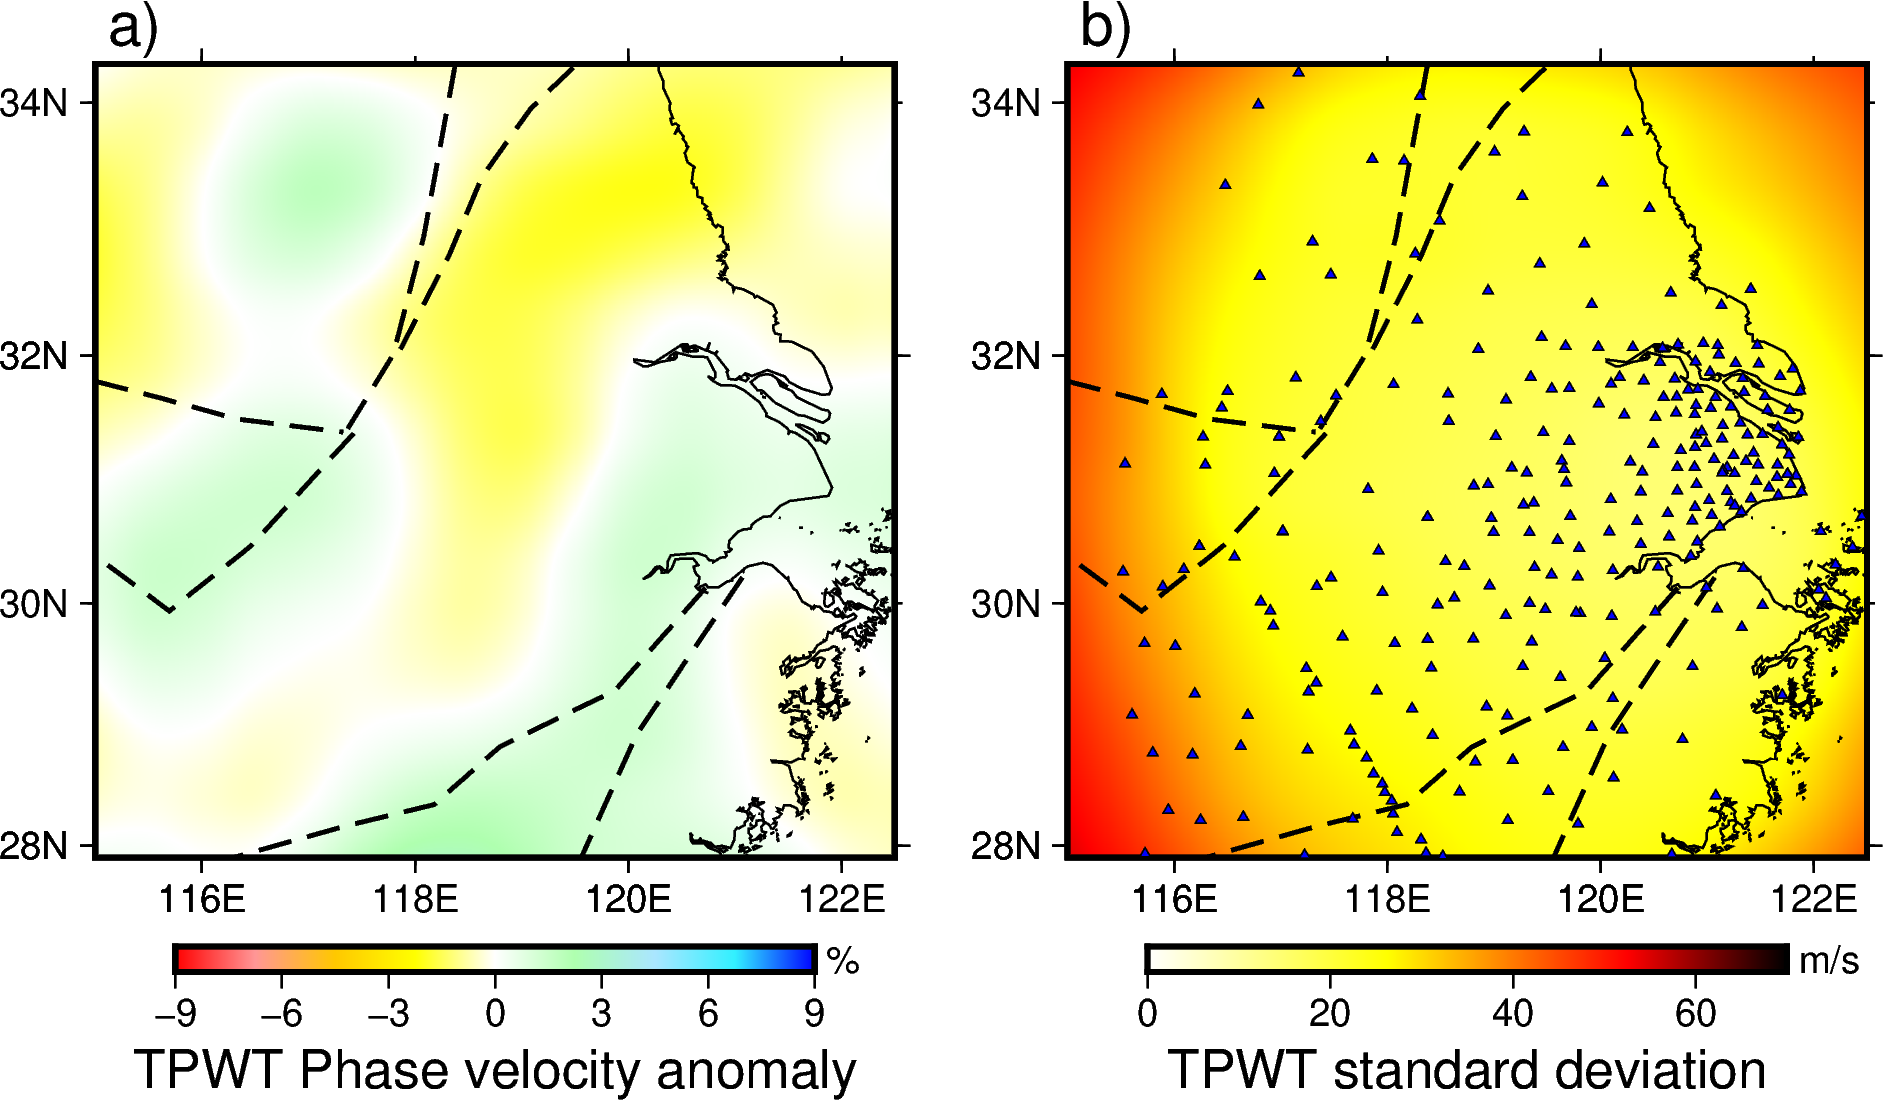 a)
34N
32N
30N
28N
116E
118E
120E
122E
−9
−6
−3
0
3
6
9
%
TPWT Phase velocity anomaly
b)
34N
32N
30N
28N
116E
118E
120E
122E
0
20
40
60
m/s
TPWT standard deviation